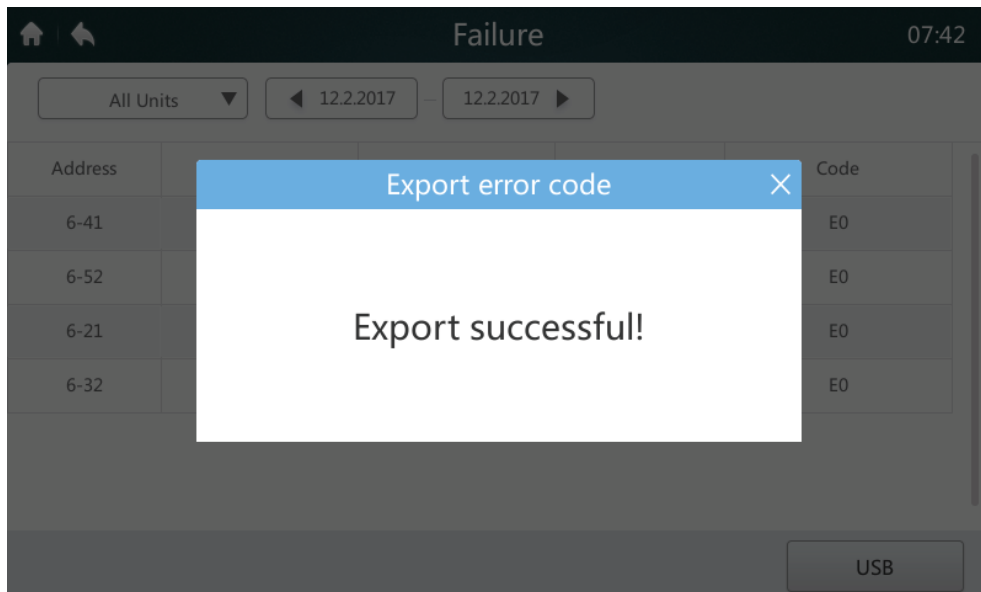 Failure 07:42
All Units 12.2.2017 – 12.2.2017
Address Code
Export error code
6-41 E0
6-52 E0
Export successful!
6-21 E0
6-32 E0
USB